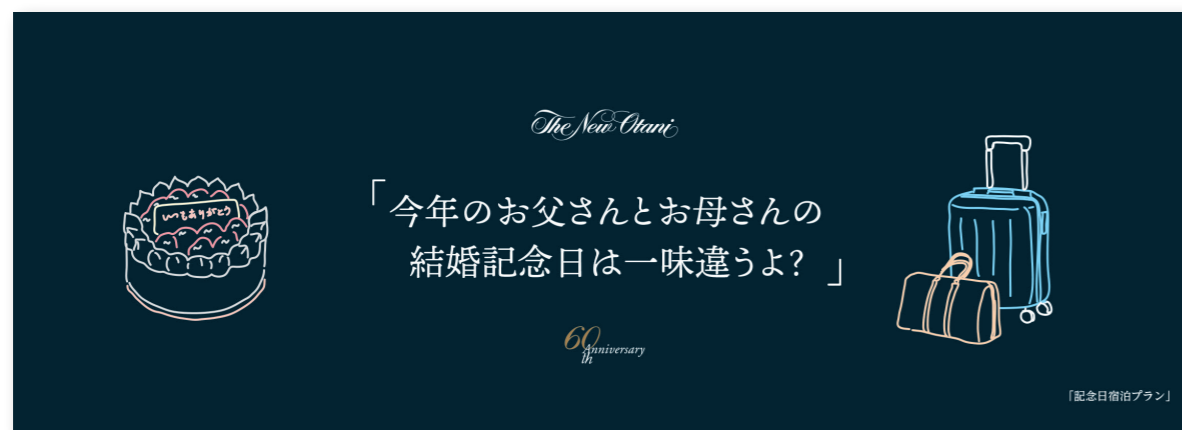 The New Otani
いつもありがとう
「今年のお父さんとお母さんの
結婚記念日は一味違うよ？」
60th Anniversary
「記念日宿泊プラン」